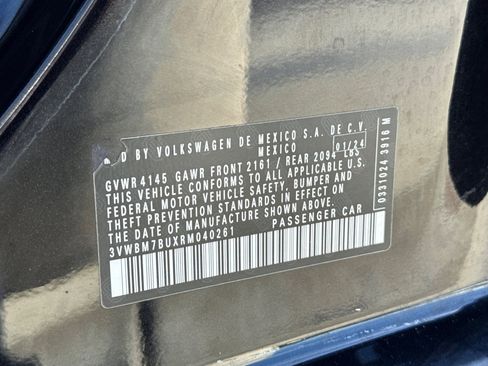 D BY VOLKSWAGEN DE MEXICO S.A. DE C.V.
MEXICO 01/24
GVWR 4145 GAWR FRONT 2161 / REAR 2094 LBS
THIS VEHICLE CONFORMS TO ALL APPLICABLE U.S.
FEDERAL MOTOR VEHICLE SAFETY, BUMPER AND
THEFT PREVENTION STANDARDS IN EFFECT ON
THE DATE OF MANUFACTURE SHOWN ABOVE.
3VWBM7BUXRM040261 PASSENGER CAR
0331024 3916 M